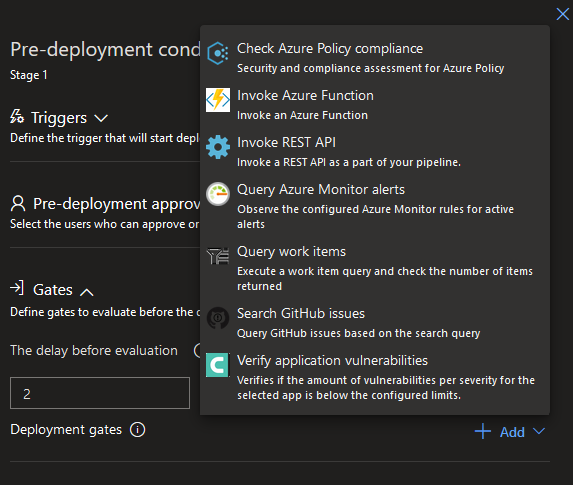 Pre-deployment cond
Stage 1
Triggers
Define the trigger that will start depl
Pre-deployment approv
Select the users who can approve or
Gates
Define gates to evaluate before the d
The delay before evaluation
2
Deployment gates
Add
Check Azure Policy compliance
Security and compliance assessment for Azure Policy
Invoke Azure Function
Invoke an Azure Function
Invoke REST API
Invoke a REST API as a part of your pipeline.
Query Azure Monitor alerts
Observe the configured Azure Monitor rules for active
alerts
Query work items
Execute a work item query and check the number of items
returned
Search GitHub issues
Query GitHub issues based on the search query
Verify application vulnerabilities
Verifies if the amount of vulnerabilities per severity for the
selected app is below the configured limits.